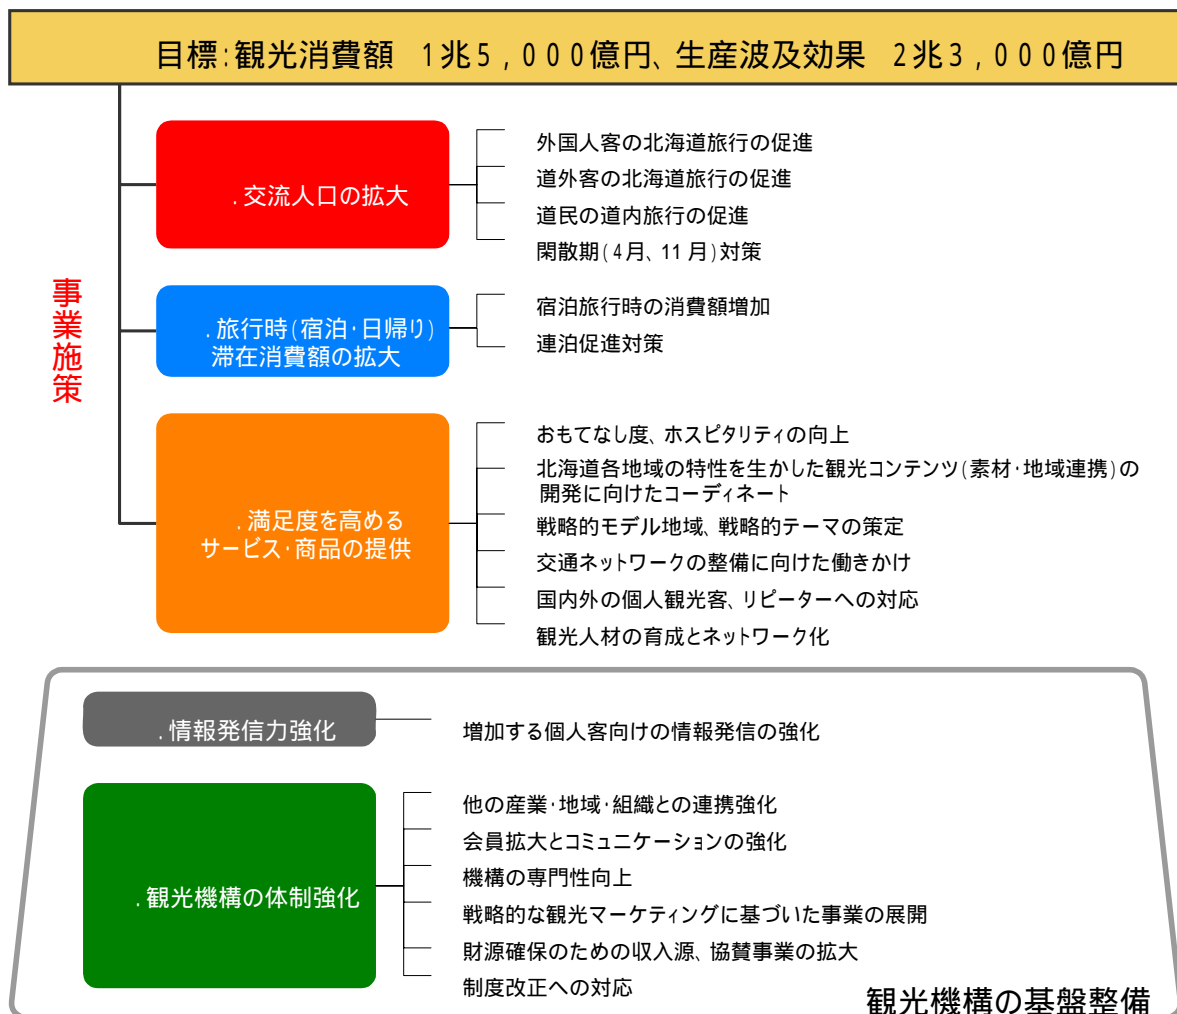 目標:観光消費額 1兆5,000億円、生産波及効果 2兆3,000億円
事業施策
.交流人口の拡大
外国人客の北海道旅行の促進
道外客の北海道旅行の促進
道民の道内旅行の促進
閑散期(4月、11月)対策
.旅行時(宿泊・日帰り)
滞在消費額の拡大
宿泊旅行時の消費額増加
連泊促進対策
.満足度を高める
サービス・商品の提供
おもてなし度、ホスピタリティの向上
北海道各地域の特性を生かした観光コンテンツ(素材・地域連携)の
開発に向けたコーディネート
戦略的モデル地域、戦略的テーマの策定
交通ネットワークの整備に向けた働きかけ
国内外の個人観光客、リピーターへの対応
観光人材の育成とネットワーク化
.情報発信力強化
増加する個人客向けの情報発信の強化
.観光機構の体制強化
他の産業・地域・組織との連携強化
会員拡大とコミュニケーションの強化
機構の専門性向上
戦略的な観光マーケティングに基づいた事業の展開
財源確保のための収入源、協賛事業の拡大
制度改正への対応
観光機構の基盤整備